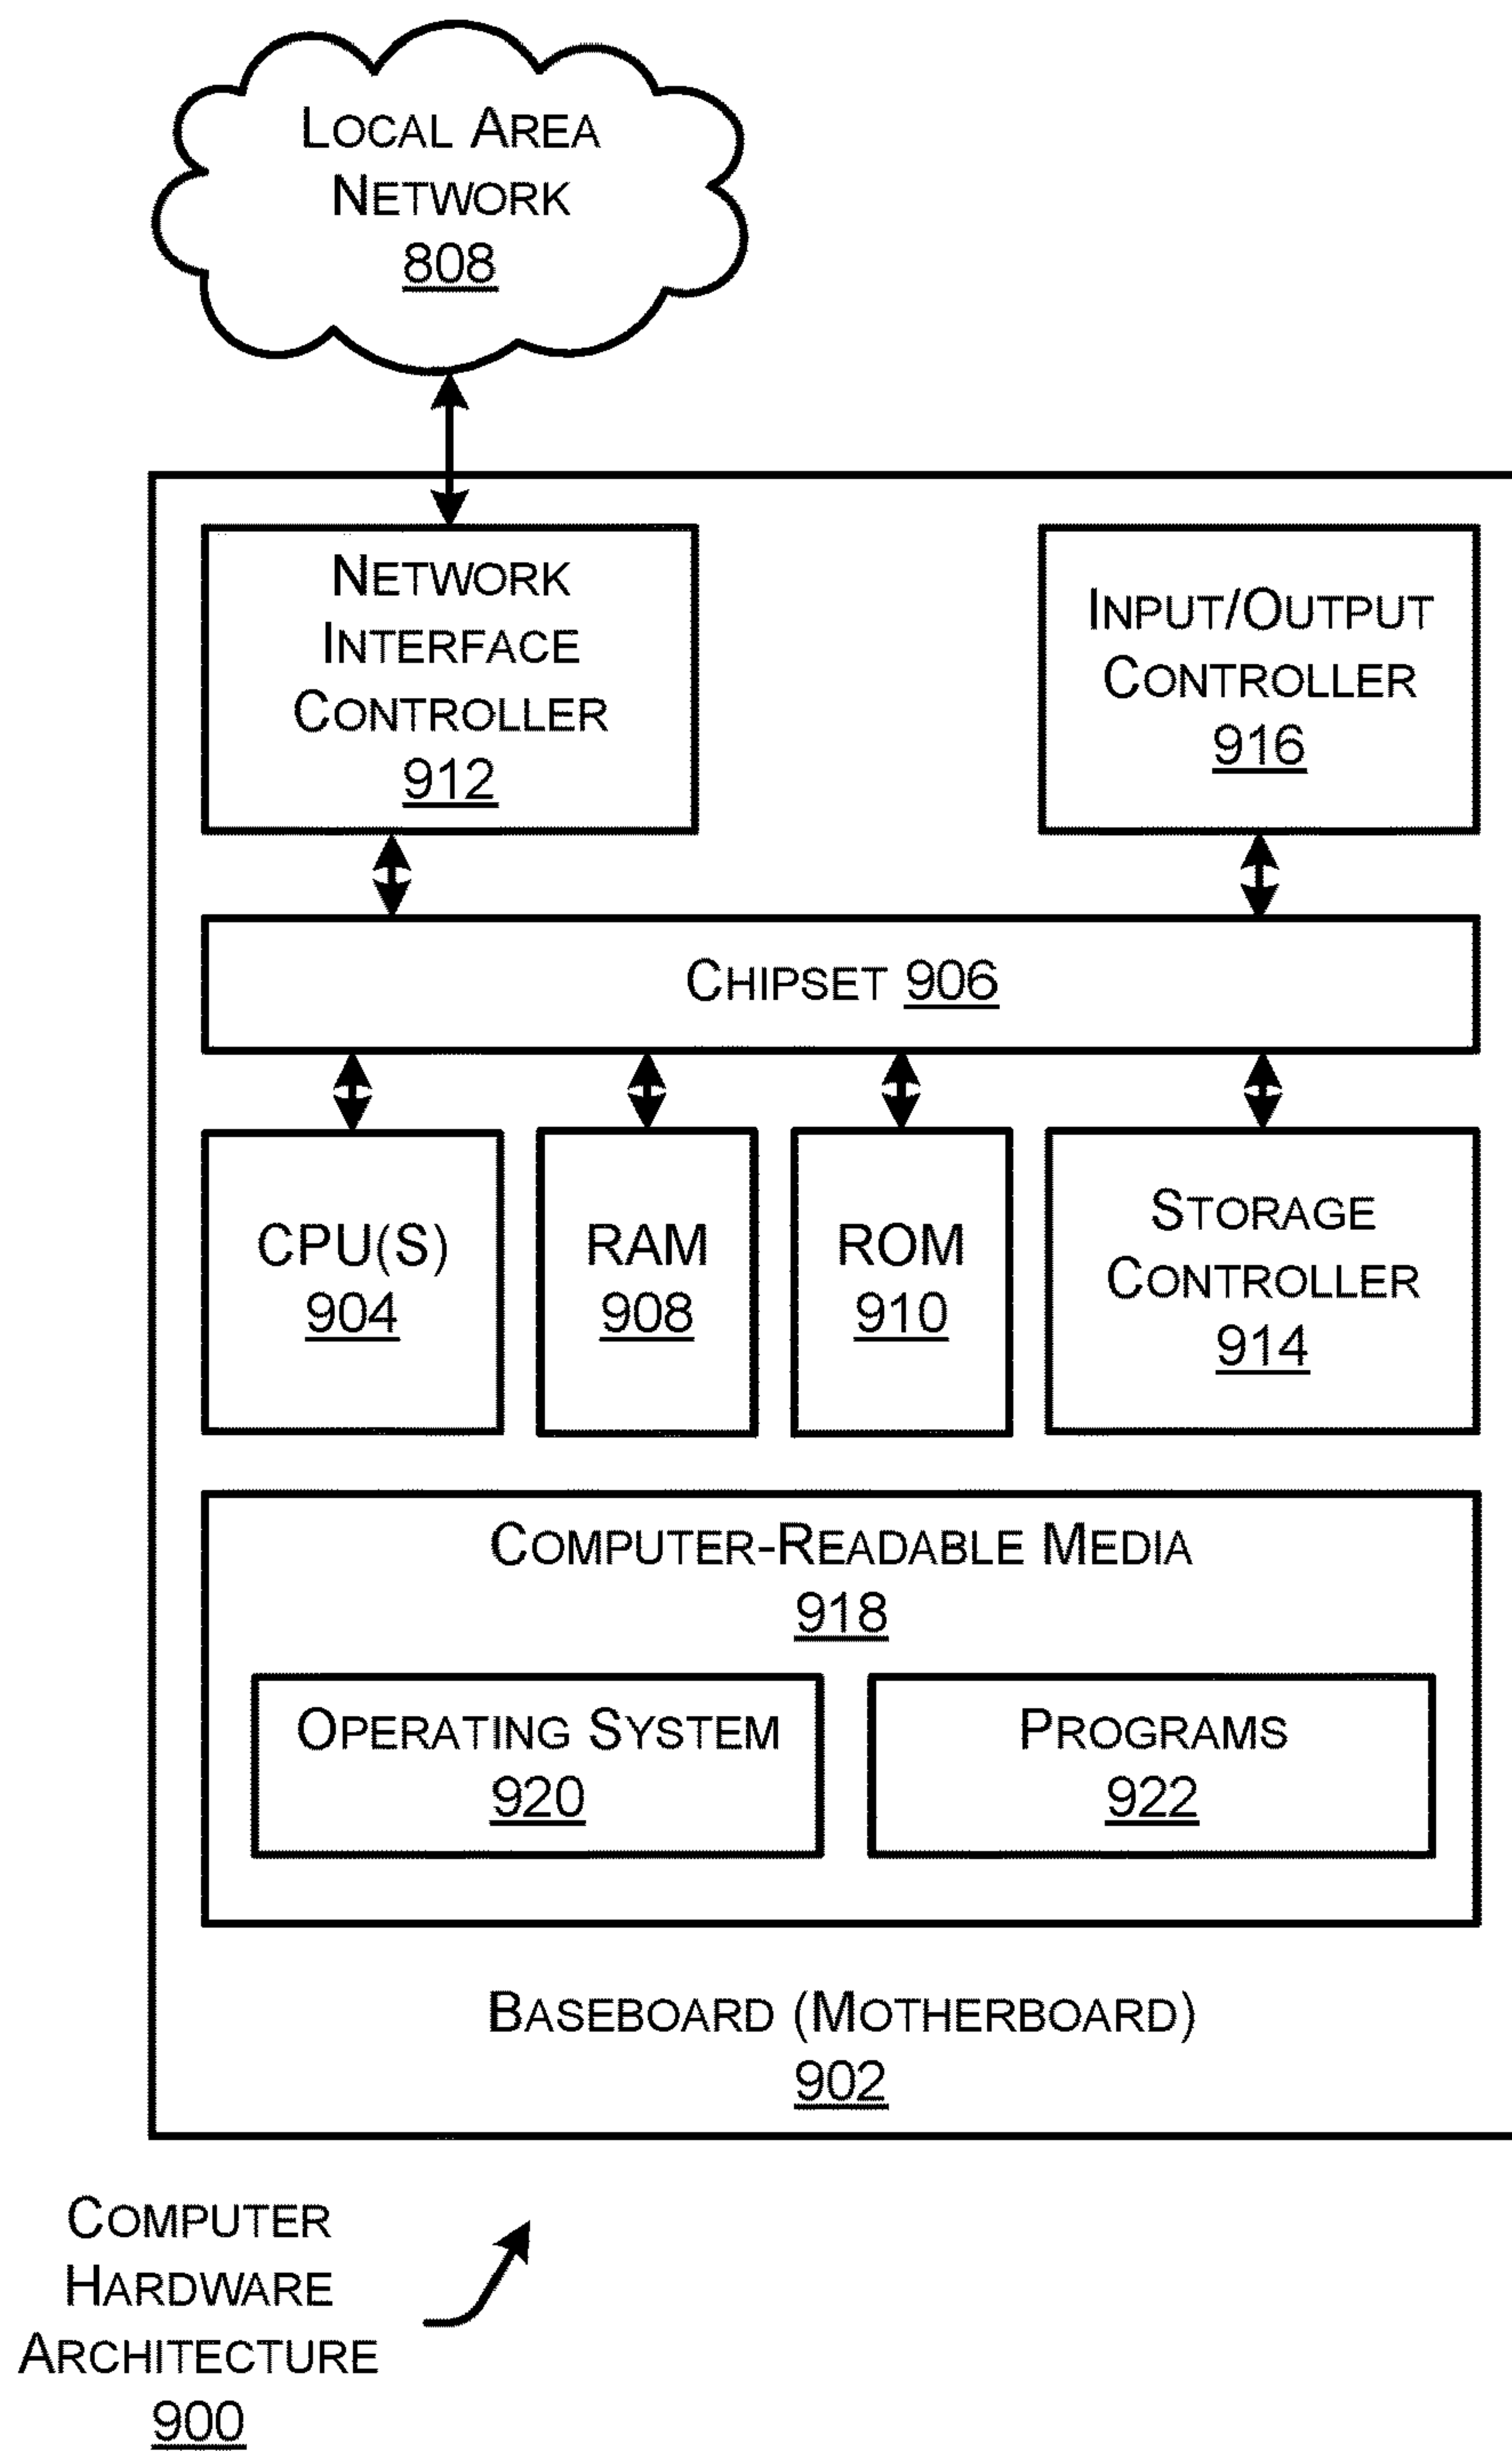 LOCAL AREA
NETWORK
808
NETWORK
INTERFACE
CONTROLLER
912
INPUT/OUTPUT
CONTROLLER
916
CHIPSET 906
CPU(S)
904
RAM
908
ROM
910
STORAGE
CONTROLLER
914
COMPUTER-READABLE MEDIA
918
OPERATING SYSTEM
920
PROGRAMS
922
BASEBOARD (MOTHERBOARD)
902
COMPUTER
HARDWARE
ARCHITECTURE
900